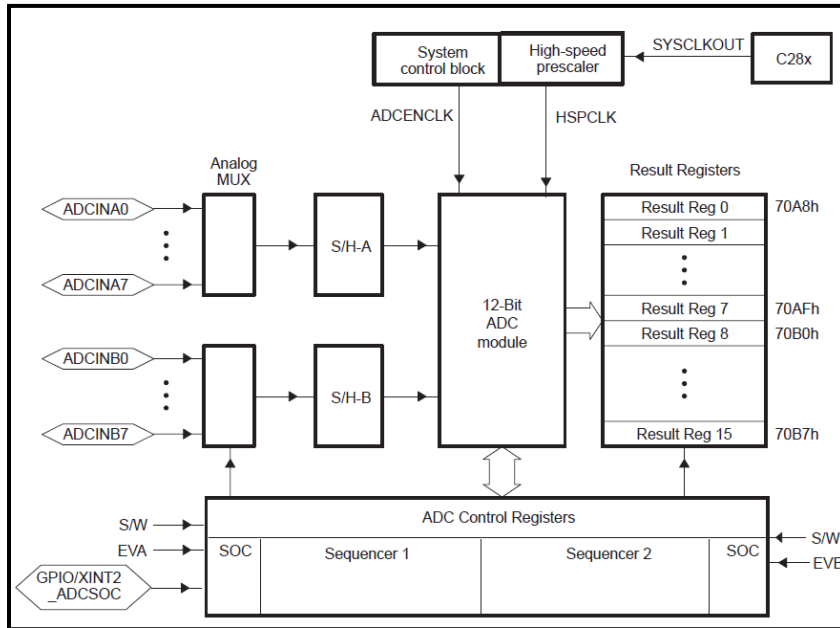 System
control block
High-speed
prescaler
SYSCLKOUT
C28x
ADCENCLK
HSPCLK
Analog
MUX
Result Registers
ADCINA0
S/H-A
Result Reg 0
70A8h
Result Reg 1
ADCINA7
12-Bit
ADC
module
Result Reg 7
70AFh
ADCINB0
Result Reg 8
70B0h
S/H-B
ADCINB7
Result Reg 15
70B7h
ADC Control Registers
S/W
S/W
EVA
SOC
Sequencer 1
Sequencer 2
SOC
EVB
GPIO/XINT2
_ADCSOC